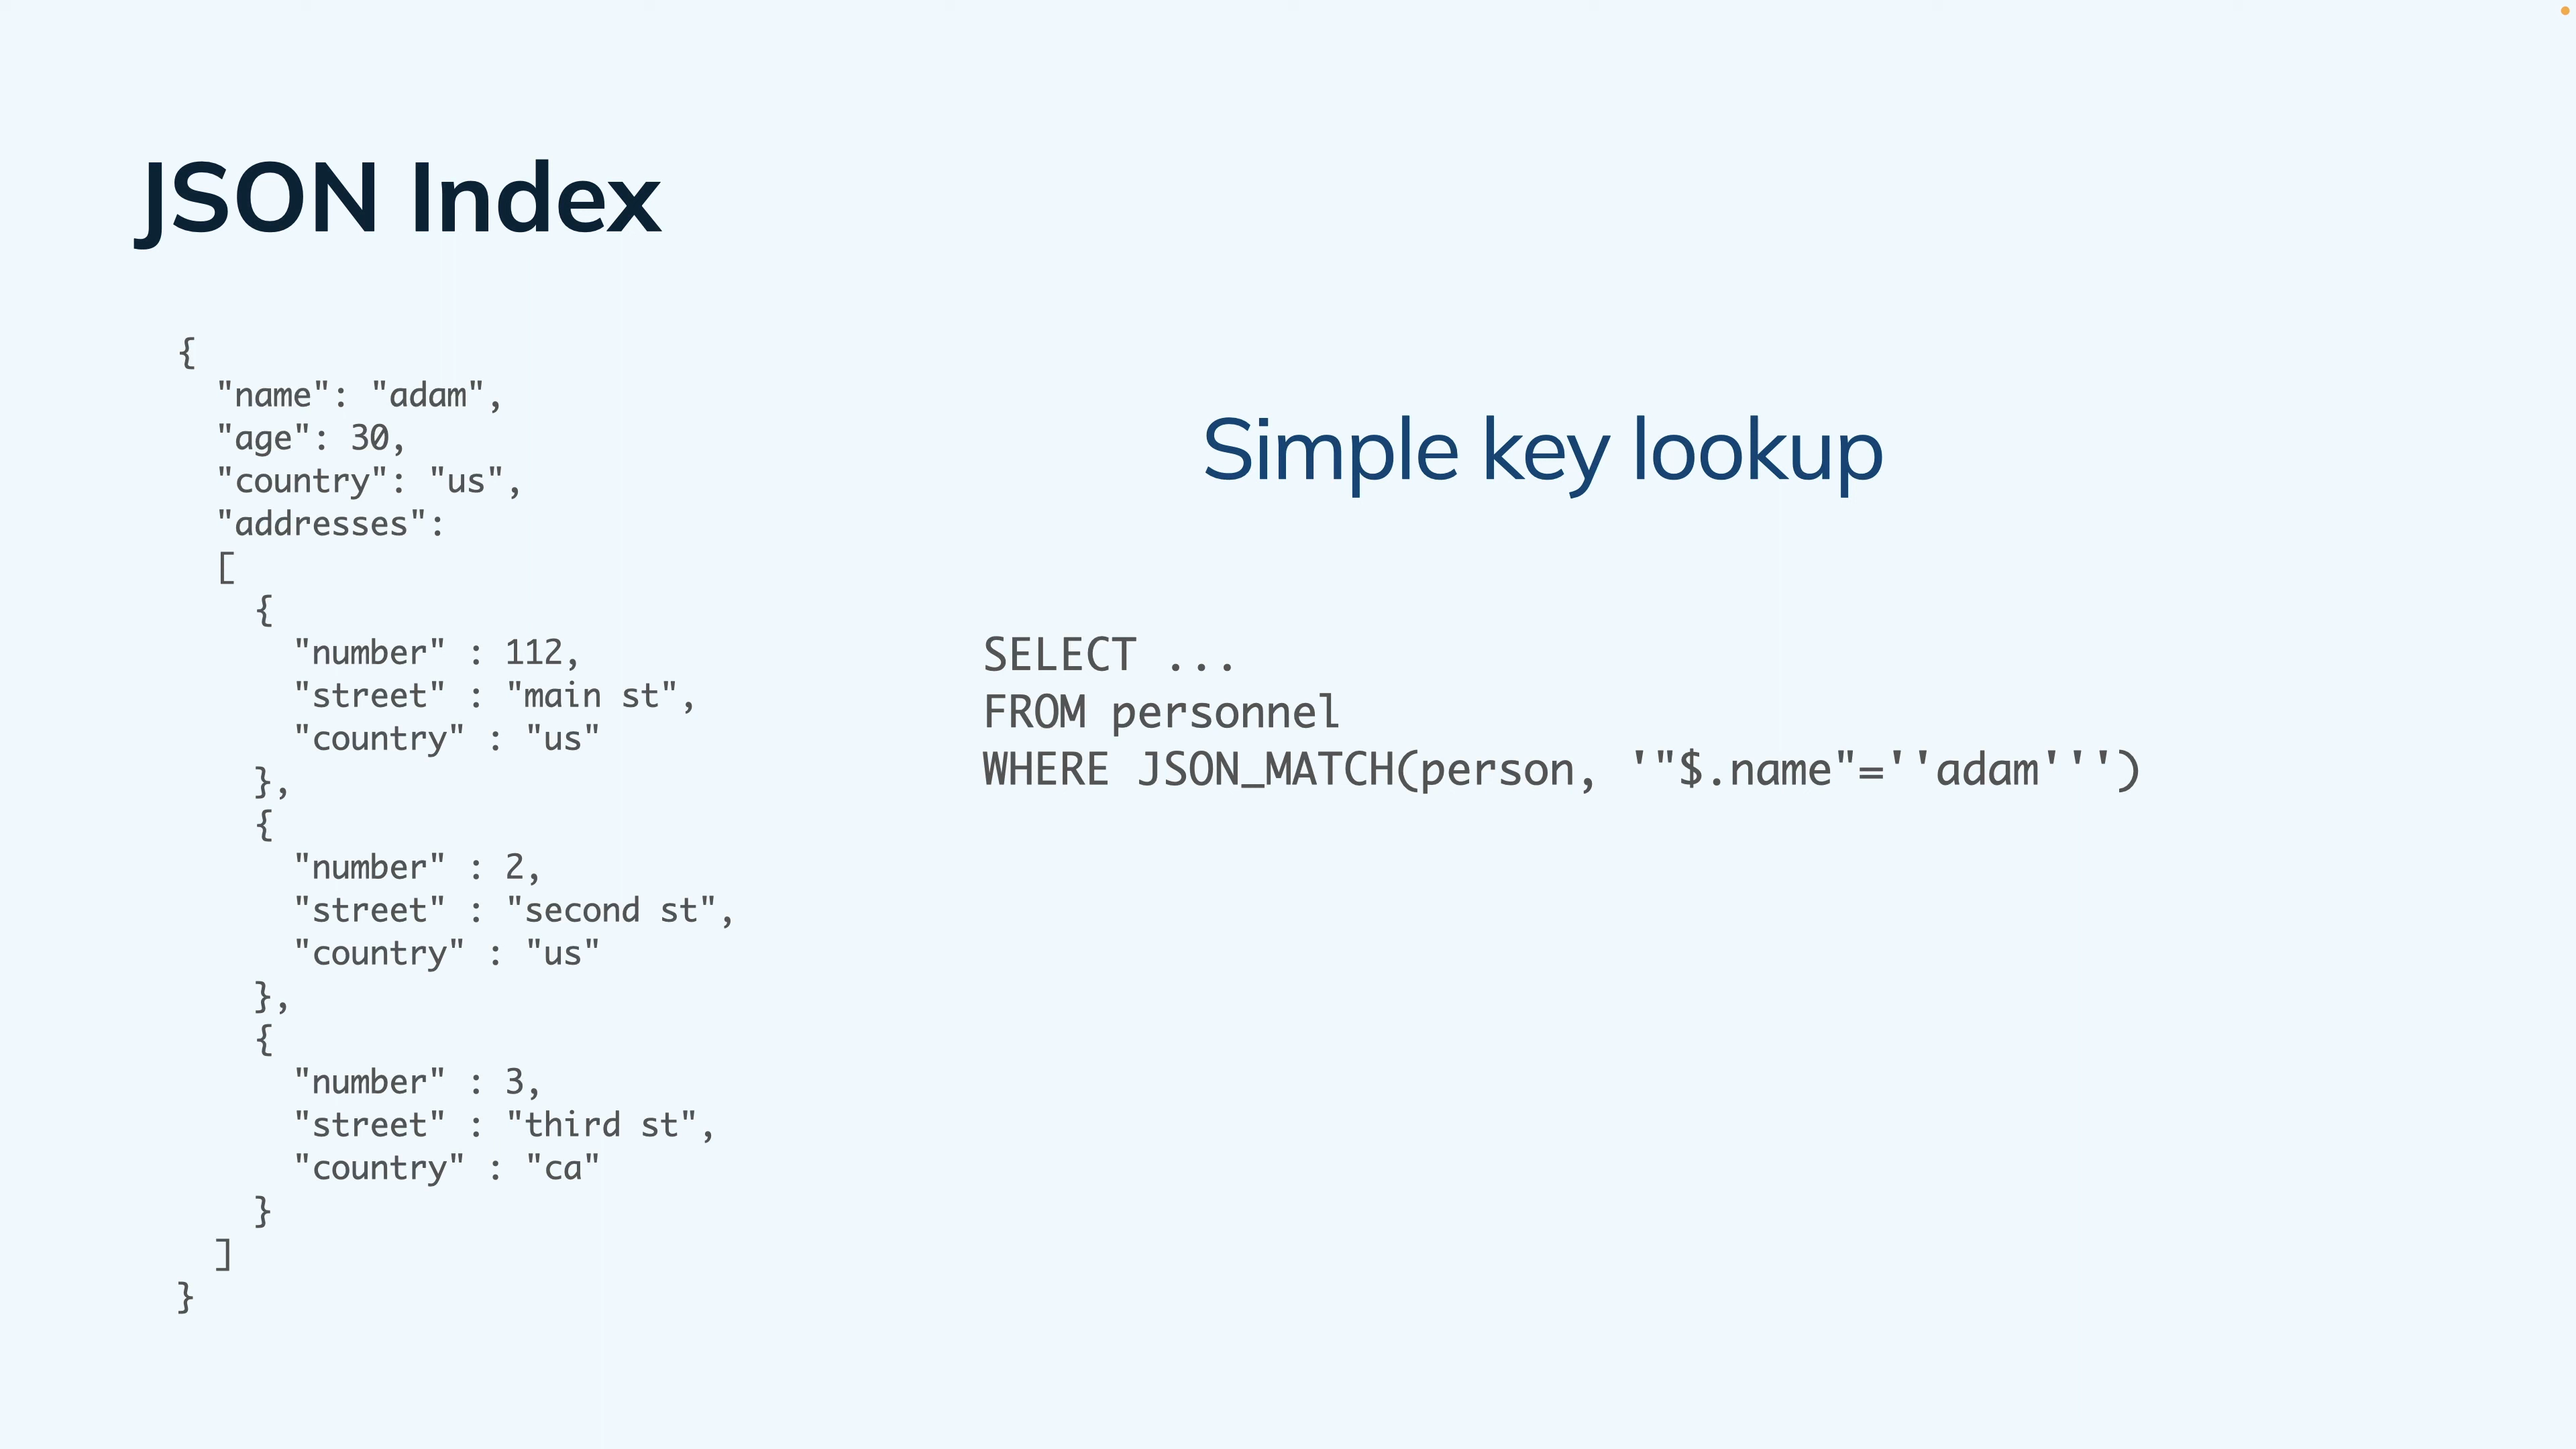 JSON Index
{
  "name": "adam",
  "age": 30,
  "country": "us",
  "addresses":
  [
    {
      "number" : 112,
      "street" : "main st",
      "country" : "us"
    },
    {
      "number" : 2,
      "street" : "second st",
      "country" : "us"
    },
    {
      "number" : 3,
      "street" : "third st",
      "country" : "ca"
    }
  ]
}
Simple key lookup
SELECT ...
FROM personnel
WHERE JSON_MATCH(person, '"$.name"=''adam''')